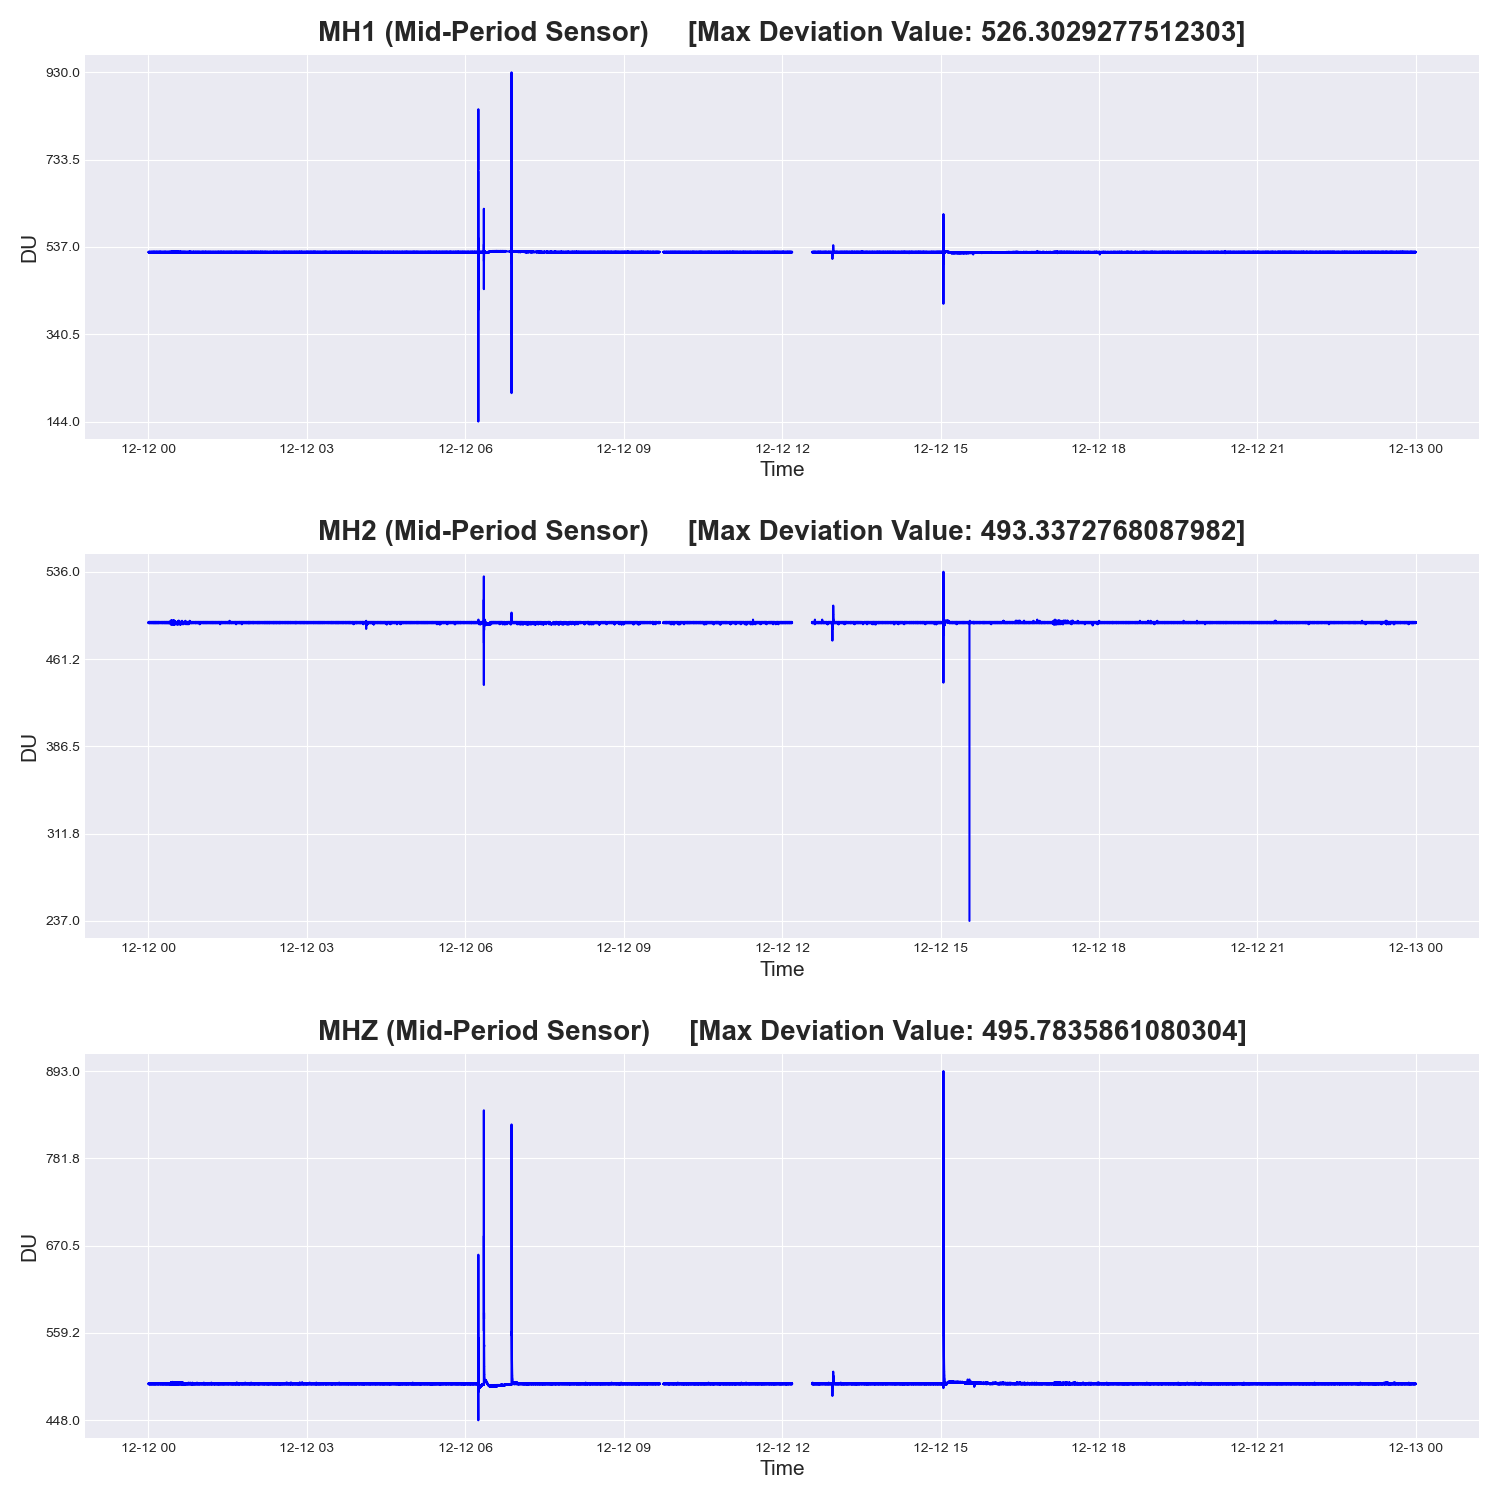 MH1 (Mid-Period Sensor) [Max Deviation Value: 526.3029277512303]
930.0
733.5
537.0
340.5
144.0
DU
12-12 00 12-12 03 12-12 06 12-12 09 12-12 12 12-12 15 12-12 18 12-12 21 12-13 00
Time
MH2 (Mid-Period Sensor) [Max Deviation Value: 493.3372768087982]
536.0
461.2
386.5
311.8
237.0
DU
12-12 00 12-12 03 12-12 06 12-12 09 12-12 12 12-12 15 12-12 18 12-12 21 12-13 00
Time
MHZ (Mid-Period Sensor) [Max Deviation Value: 495.7835861080304]
893.0
781.8
670.5
559.2
448.0
DU
12-12 00 12-12 03 12-12 06 12-12 09 12-12 12 12-12 15 12-12 18 12-12 21 12-13 00
Time